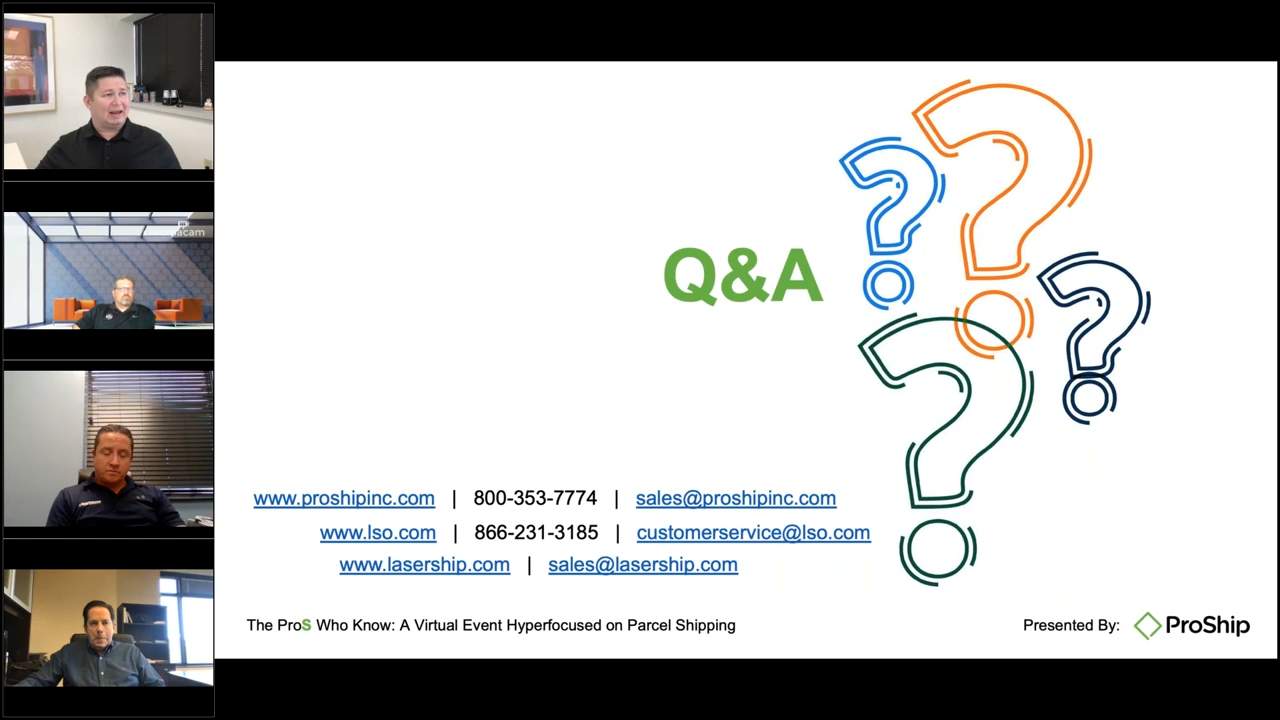 Q&A
www.proshipinc.com | 800-353-7774 | sales@proshipinc.com
www.lso.com | 866-231-3185 | customerservice@lso.com
www.lasership.com | sales@lasership.com
The ProS Who Know: A Virtual Event Hyperfocused on Parcel Shipping
Presented By: ProShip